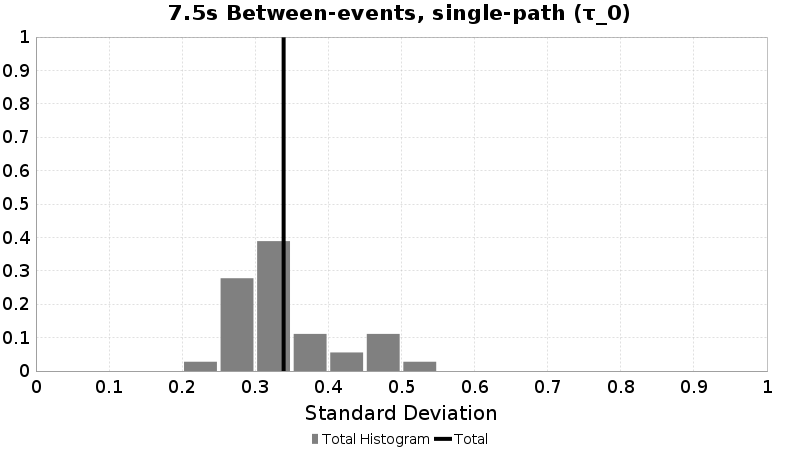 7.5s Between-events, single-path (τ_0)
1
0.9
0.8
0.7
0.6
0.5
0.4
0.3
0.2
0.1
0
0 0.1 0.2 0.3 0.4 0.5 0.6 0.7 0.8 0.9 1
Standard Deviation
Total Histogram Total